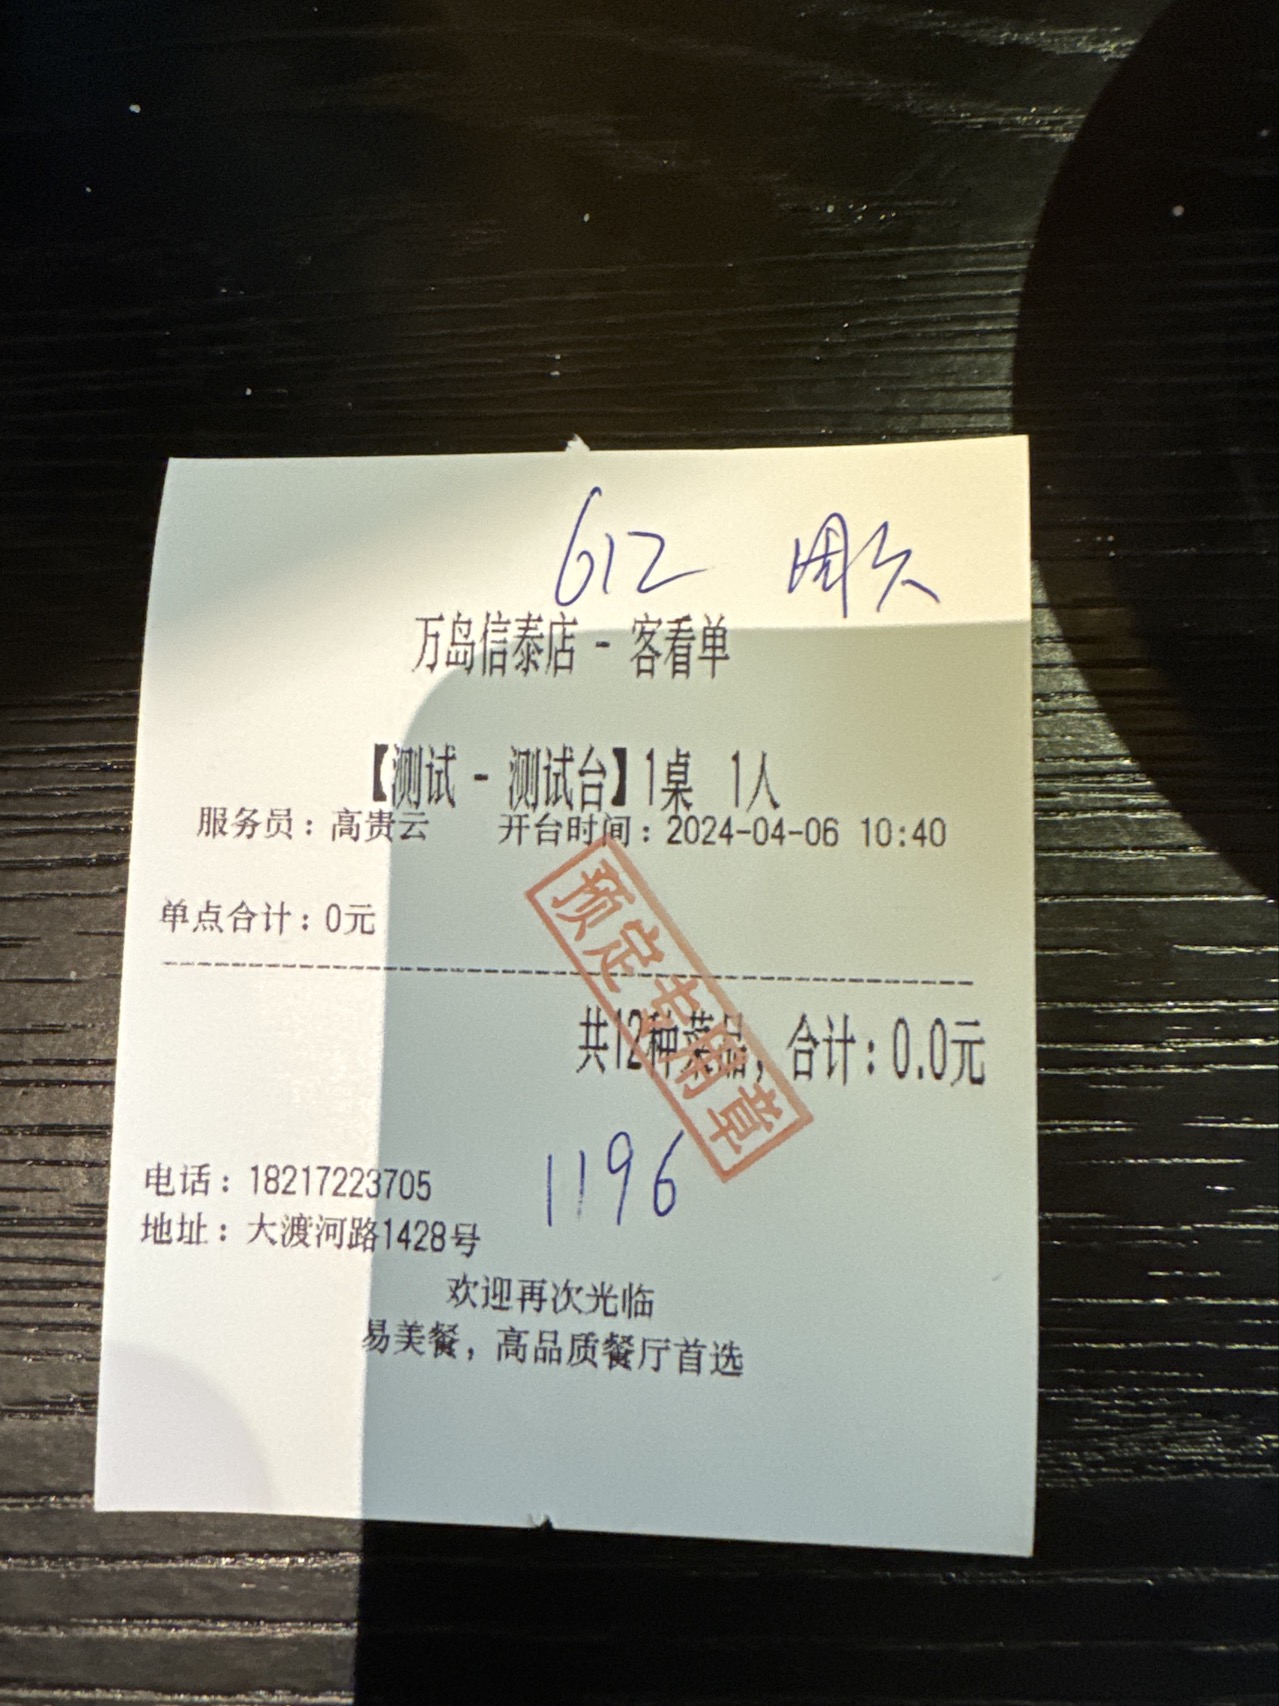 612 周久
万岛信泰店 - 客看单
【测试 - 测试台】1桌 1人
服务员：高贵云 开台时间：2024-04-06 10:40
单点合计：0元
预定专用章
共12种菜品，合计：0.0元
1196
电话：18217223705
地址：大渡河路1428号
欢迎再次光临
易美餐，高品质餐厅首选